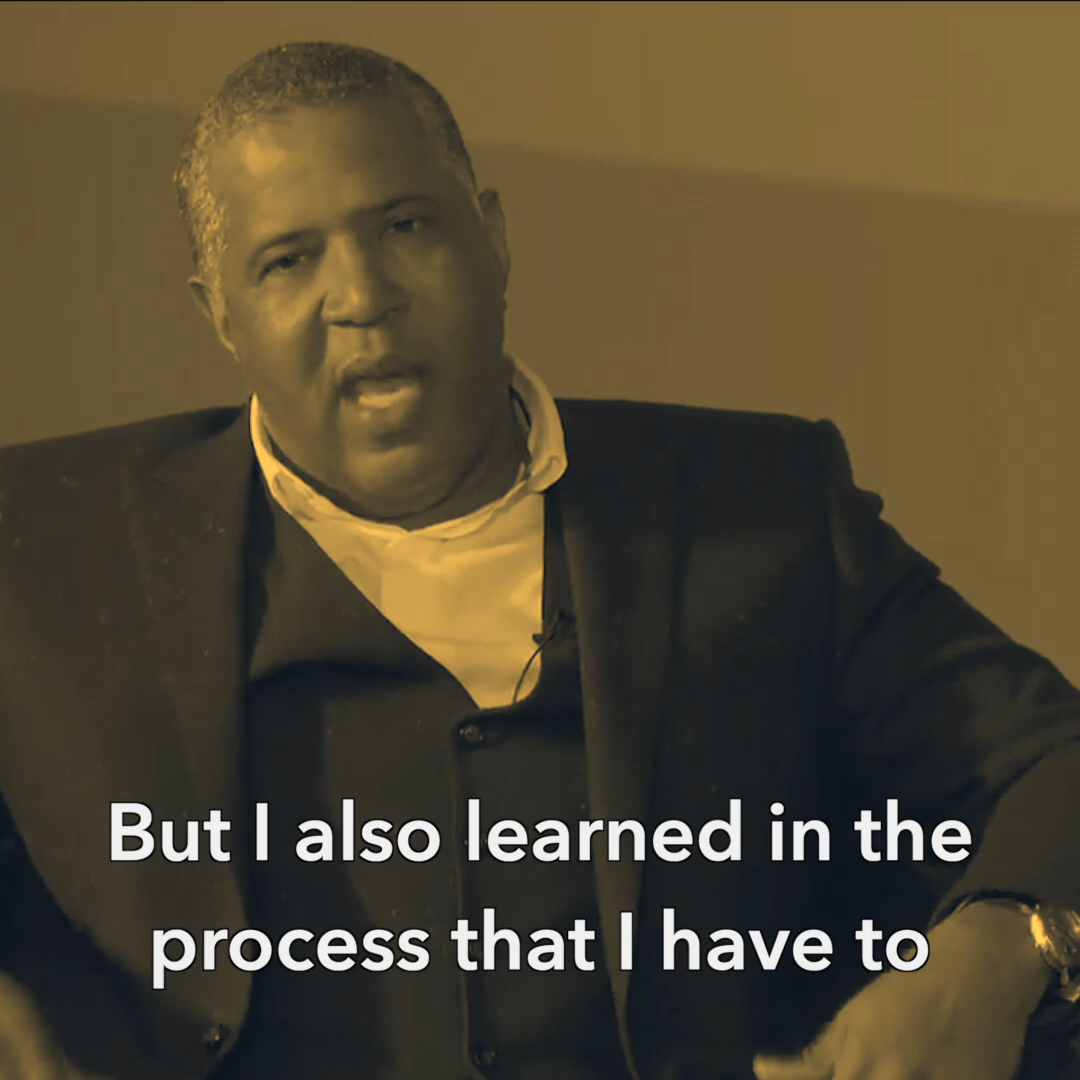 But I also learned in the
process that I have to